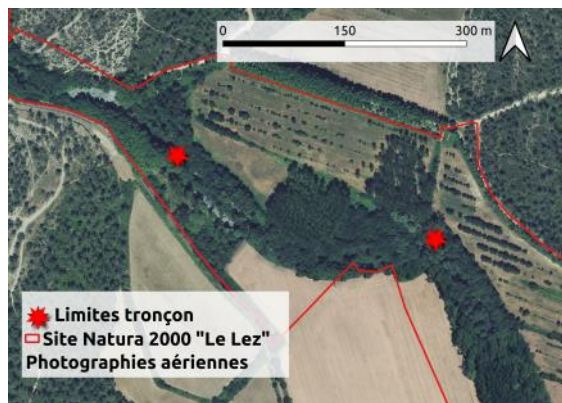 0 150 300 m
Limites tronçon
Site Natura 2000 "Le Lez"
Photographies aériennes